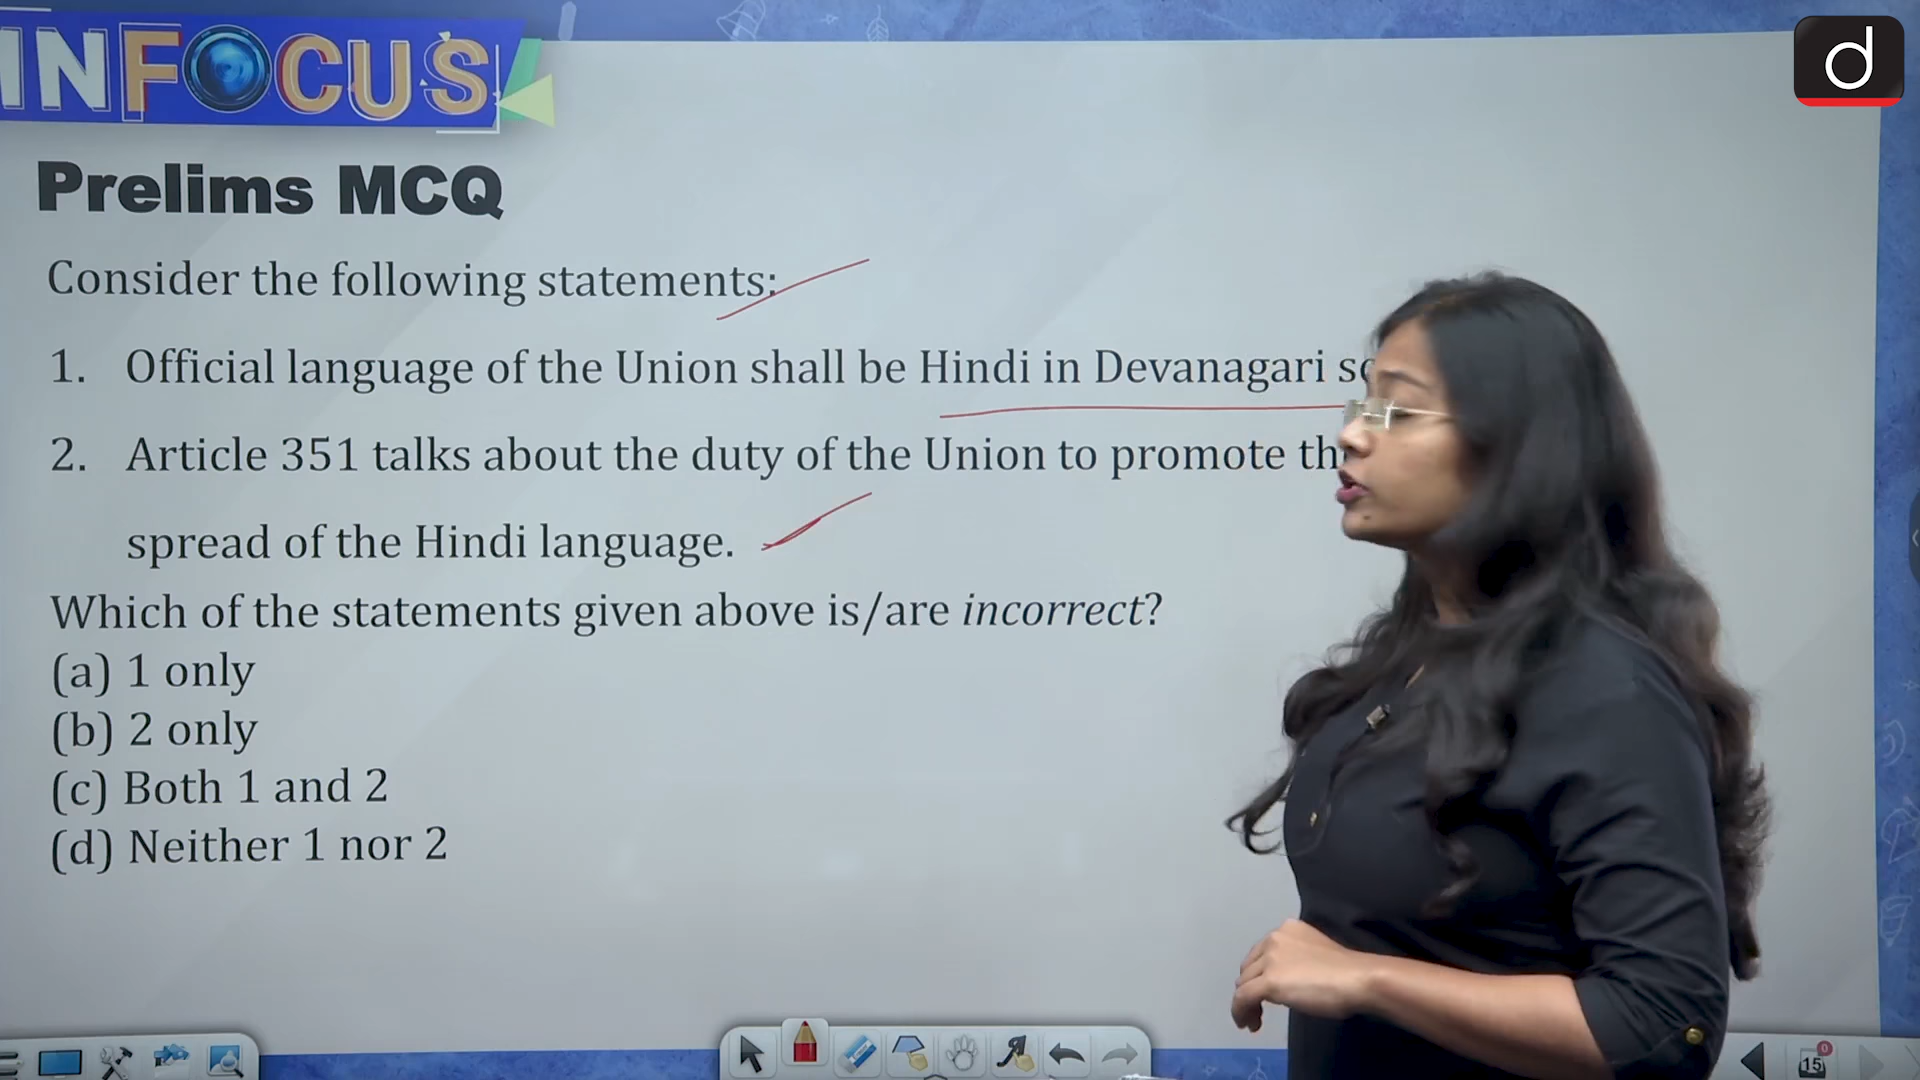 INFOCUS
d
Prelims MCQ
Consider the following statements:
1. Official language of the Union shall be Hindi in Devanagari
2. Article 351 talks about the duty of the Union to promote
spread of the Hindi language.
Which of the statements given above is/are incorrect?
(a) 1 only
(b) 2 only
(c) Both 1 and 2
(d) Neither 1 nor 2
0
15